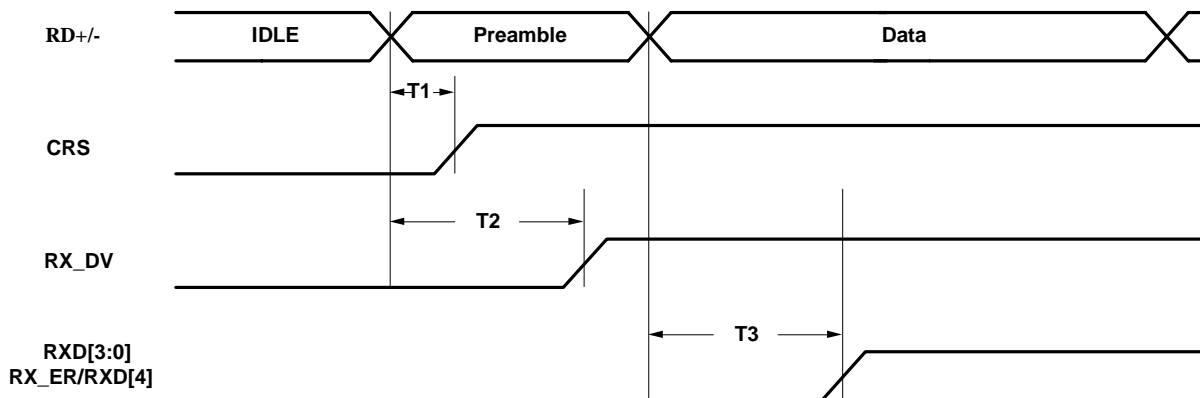 RD+/-
IDLE
Preamble
Data
T1
CRS
T2
RX_DV
T3
RXD[3:0]
RX_ER/RXD[4]